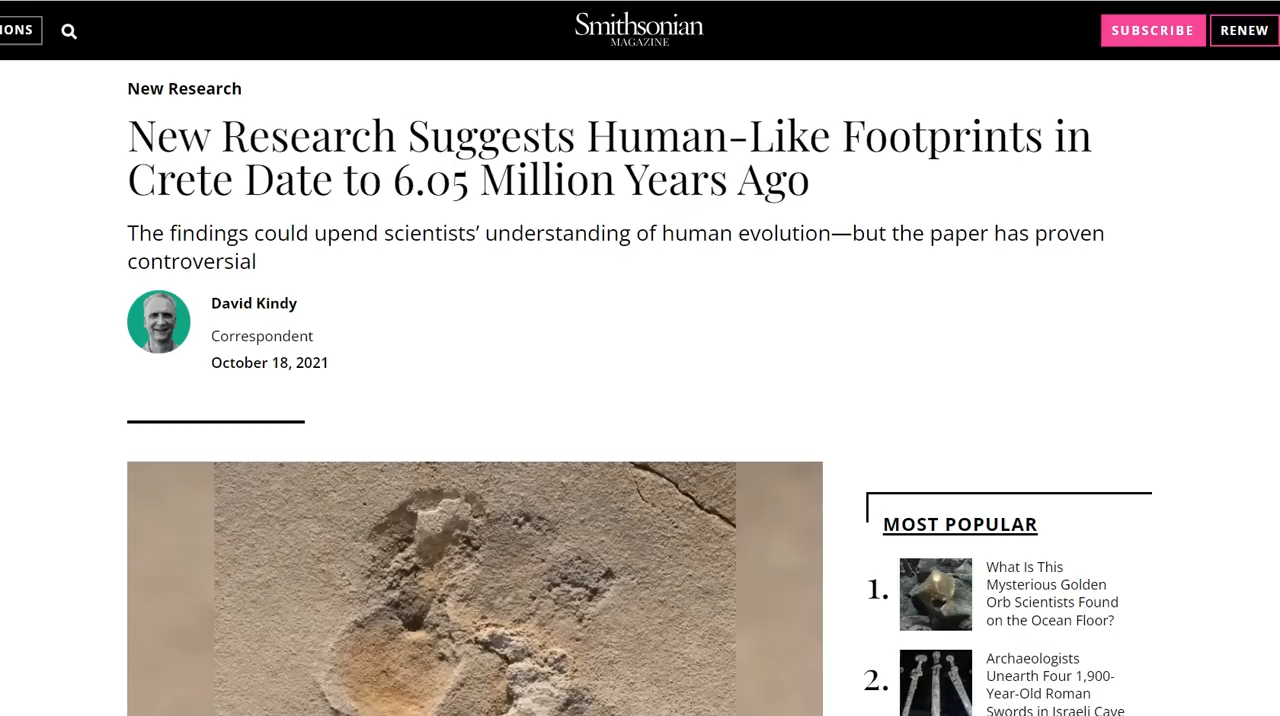 IONS
Smithsonian
MAGAZINE
SUBSCRIBE
RENEW
New Research
New Research Suggests Human-Like Footprints in
Crete Date to 6.05 Million Years Ago
The findings could upend scientists’ understanding of human evolution—but the paper has proven
controversial
David Kindy
Correspondent
October 18, 2021
MOST POPULAR
1.
What Is This
Mysterious Golden
Orb Scientists Found
on the Ocean Floor?
2.
Archaeologists
Unearth Four 1,900-
Year-Old Roman
Swords in Israeli Cave